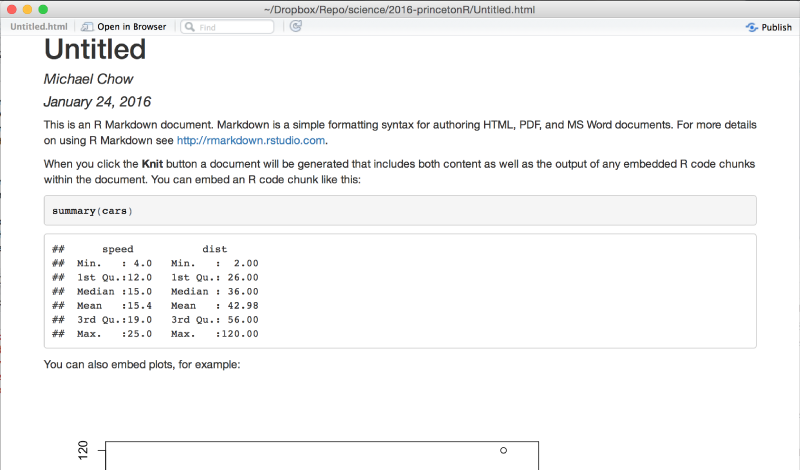 ~/Dropbox/Repo/science/2016-princetonR/Untitled.html
Untitled.html Open in Browser Find Publish
Untitled
Michael Chow
January 24, 2016
This is an R Markdown document. Markdown is a simple formatting syntax for authoring HTML, PDF, and MS Word documents. For more details
on using R Markdown see http://rmarkdown.rstudio.com.
When you click the Knit button a document will be generated that includes both content as well as the output of any embedded R code chunks
within the document. You can embed an R code chunk like this:
summary(cars)
##      speed           dist
##  Min.   : 4.0   Min.   :  2.00
##  1st Qu.:12.0   1st Qu.: 26.00
##  Median :15.0   Median : 36.00
##  Mean   :15.4   Mean   : 42.98
##  3rd Qu.:19.0   3rd Qu.: 56.00
##  Max.   :25.0   Max.   :120.00
You can also embed plots, for example:
120